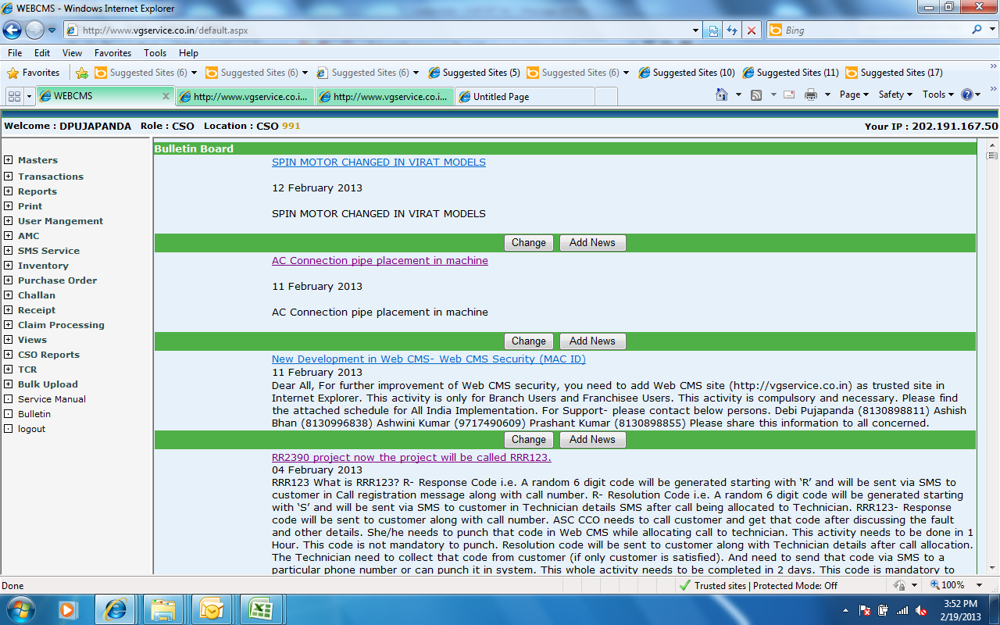 WEBCMS - Windows Internet Explorer
http://www.vgservice.co.in/default.aspx
Bing
File Edit View Favorites Tools Help
Favorites Suggested Sites (6) Suggested Sites (6) Suggested Sites (6) Suggested Sites (5) Suggested Sites (6) Suggested Sites (10) Suggested Sites (11) Suggested Sites (17)
WEBCMS http://www.vgservice.co.i... http://www.vgservice.co.i... Untitled Page Page Safety Tools
Welcome : DPUJAPANDA Role : CSO Location : CSO 991 Your IP : 202.191.167.50
Masters
Transactions
Reports
Print
User Mangement
AMC
SMS Service
Inventory
Purchase Order
Challan
Receipt
Claim Processing
Views
CSO Reports
TCR
Bulk Upload
Service Manual
Bulletin
logout
Bulletin Board
SPIN MOTOR CHANGED IN VIRAT MODELS
12 February 2013
SPIN MOTOR CHANGED IN VIRAT MODELS
Change Add News
AC Connection pipe placement in machine
11 February 2013
AC Connection pipe placement in machine
Change Add News
New Development in Web CMS- Web CMS Security (MAC ID)
11 February 2013
Dear All, For further improvement of Web CMS security, you need to add Web CMS site (http://vgservice.co.in) as trusted site in
Internet Explorer. This activity is only for Branch Users and Franchisee Users. This activity is compulsory and necessary. Please find
the attached schedule for All India Implementation. For Support- please contact below persons. Debi Pujapanda (8130898811) Ashish
Bhan (8130996838) Ashwini Kumar (9717490609) Prashant Kumar (8130898855) Please share this information to all concerned.
Change Add News
RR2390 project now the project will be called RRR123.
04 February 2013
RRR123 What is RRR123? R- Response Code i.e. A random 6 digit code will be generated starting with ‘R’ and will be sent via SMS to
customer in Call registration message along with call number. R- Resolution Code i.e. A random 6 digit code will be generated starting
with ‘S’ and will be sent via SMS to customer in Technician details SMS after call being allocated to Technician. RRR123- Response
code will be sent to customer along with call number. ASC CCO needs to call customer and get that code after discussing the fault
and other details. She/he needs to punch that code in Web CMS while allocating call to technician. This activity needs to be done in 1
Hour. This code is not mandatory to punch. Resolution code will be sent to customer along with Technician details after call allocation.
The Technician need to collect that code from customer (if only customer is satisfied). And need to send that code via SMS to a
particular phone number or can punch it in system. This whole activity needs to be completed in 2 days. This code is mandatory to
Done Trusted sites | Protected Mode: Off 100%
3:52 PM
2/19/2013